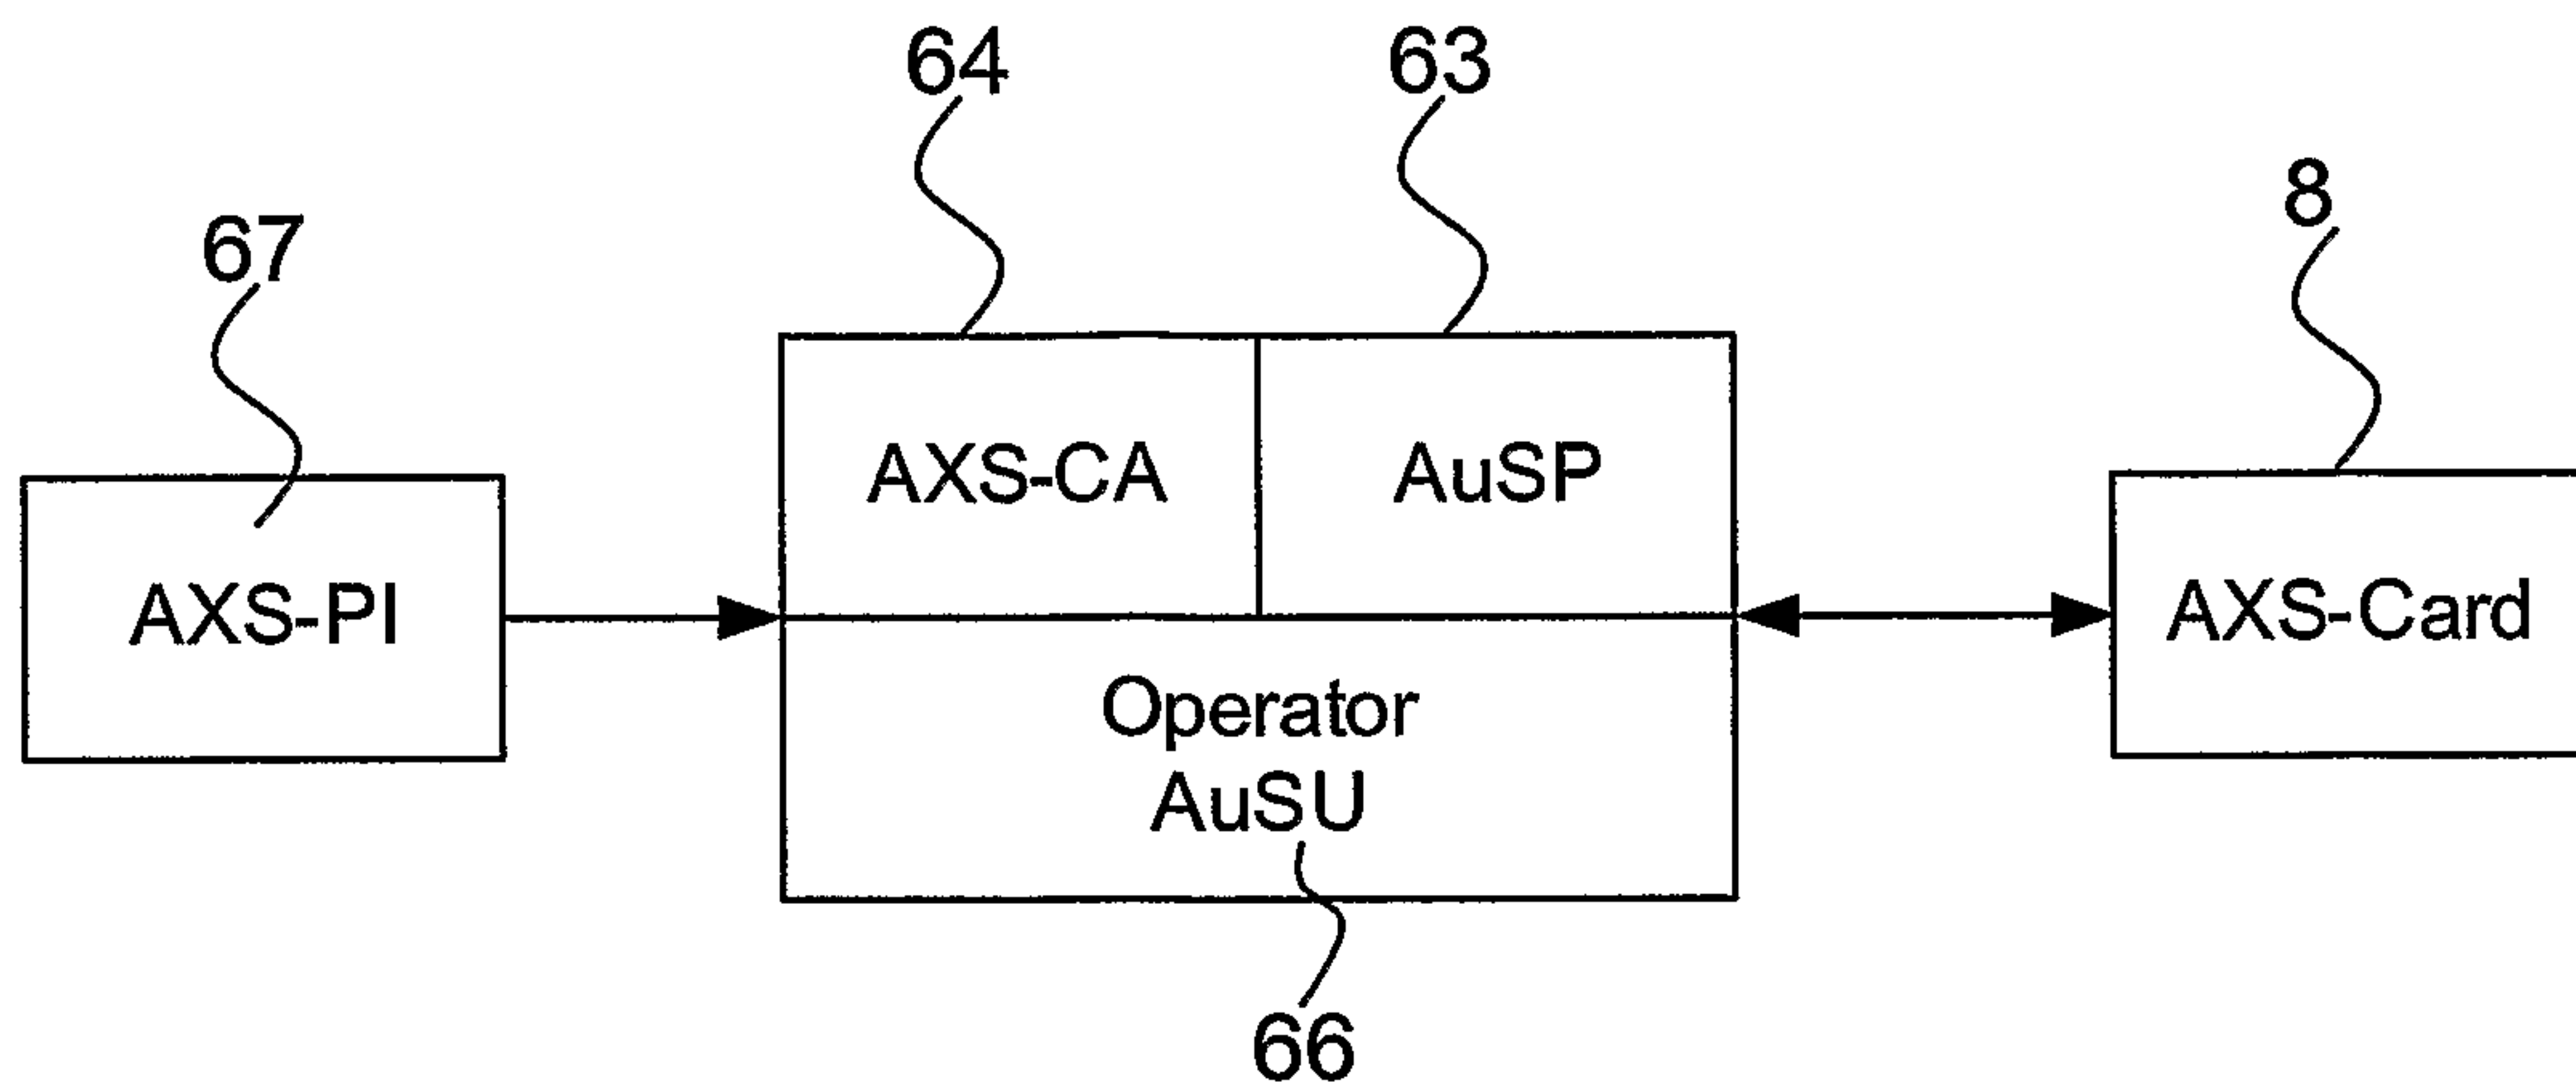 64
63
8
67
AXS-CA
AuSP
AXS-PI
AXS-Card
Operator
AuSU
66